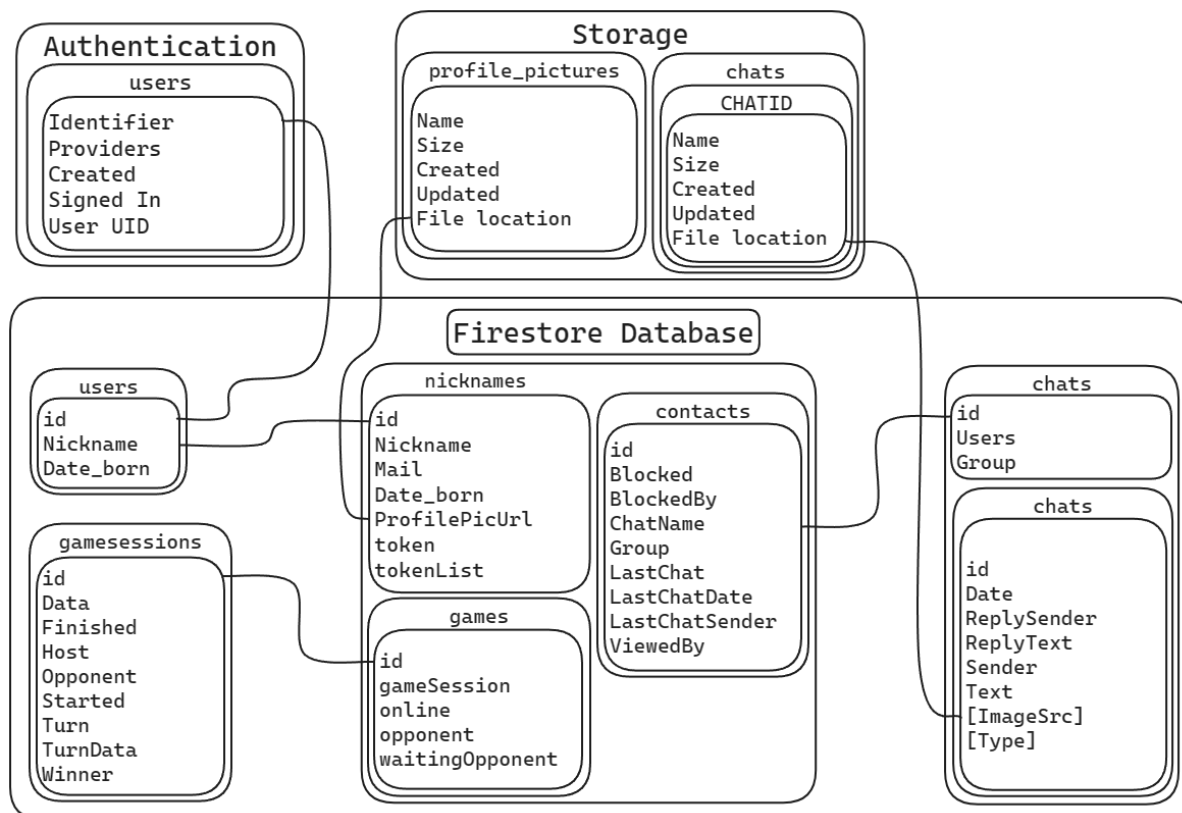 Authentication
users
Identifier
Providers
Created
Signed In
User UID
Storage
profile_pictures
Name
Size
Created
Updated
File location
chats
CHATID
Name
Size
Created
Updated
File location
Firestore Database
users
id
Nickname
Date_born
gamesessions
id
Data
Finished
Host
Opponent
Started
Turn
TurnData
Winner
nicknames
id
Nickname
Mail
Date_born
ProfilePicUrl
token
tokenList
games
id
gameSession
online
opponent
waitingOpponent
contacts
id
Blocked
BlockedBy
ChatName
Group
LastChat
LastChatDate
LastChatSender
ViewedBy
chats
id
Users
Group
chats
id
Date
ReplySender
ReplyText
Sender
Text
[ImageSrc]
[Type]